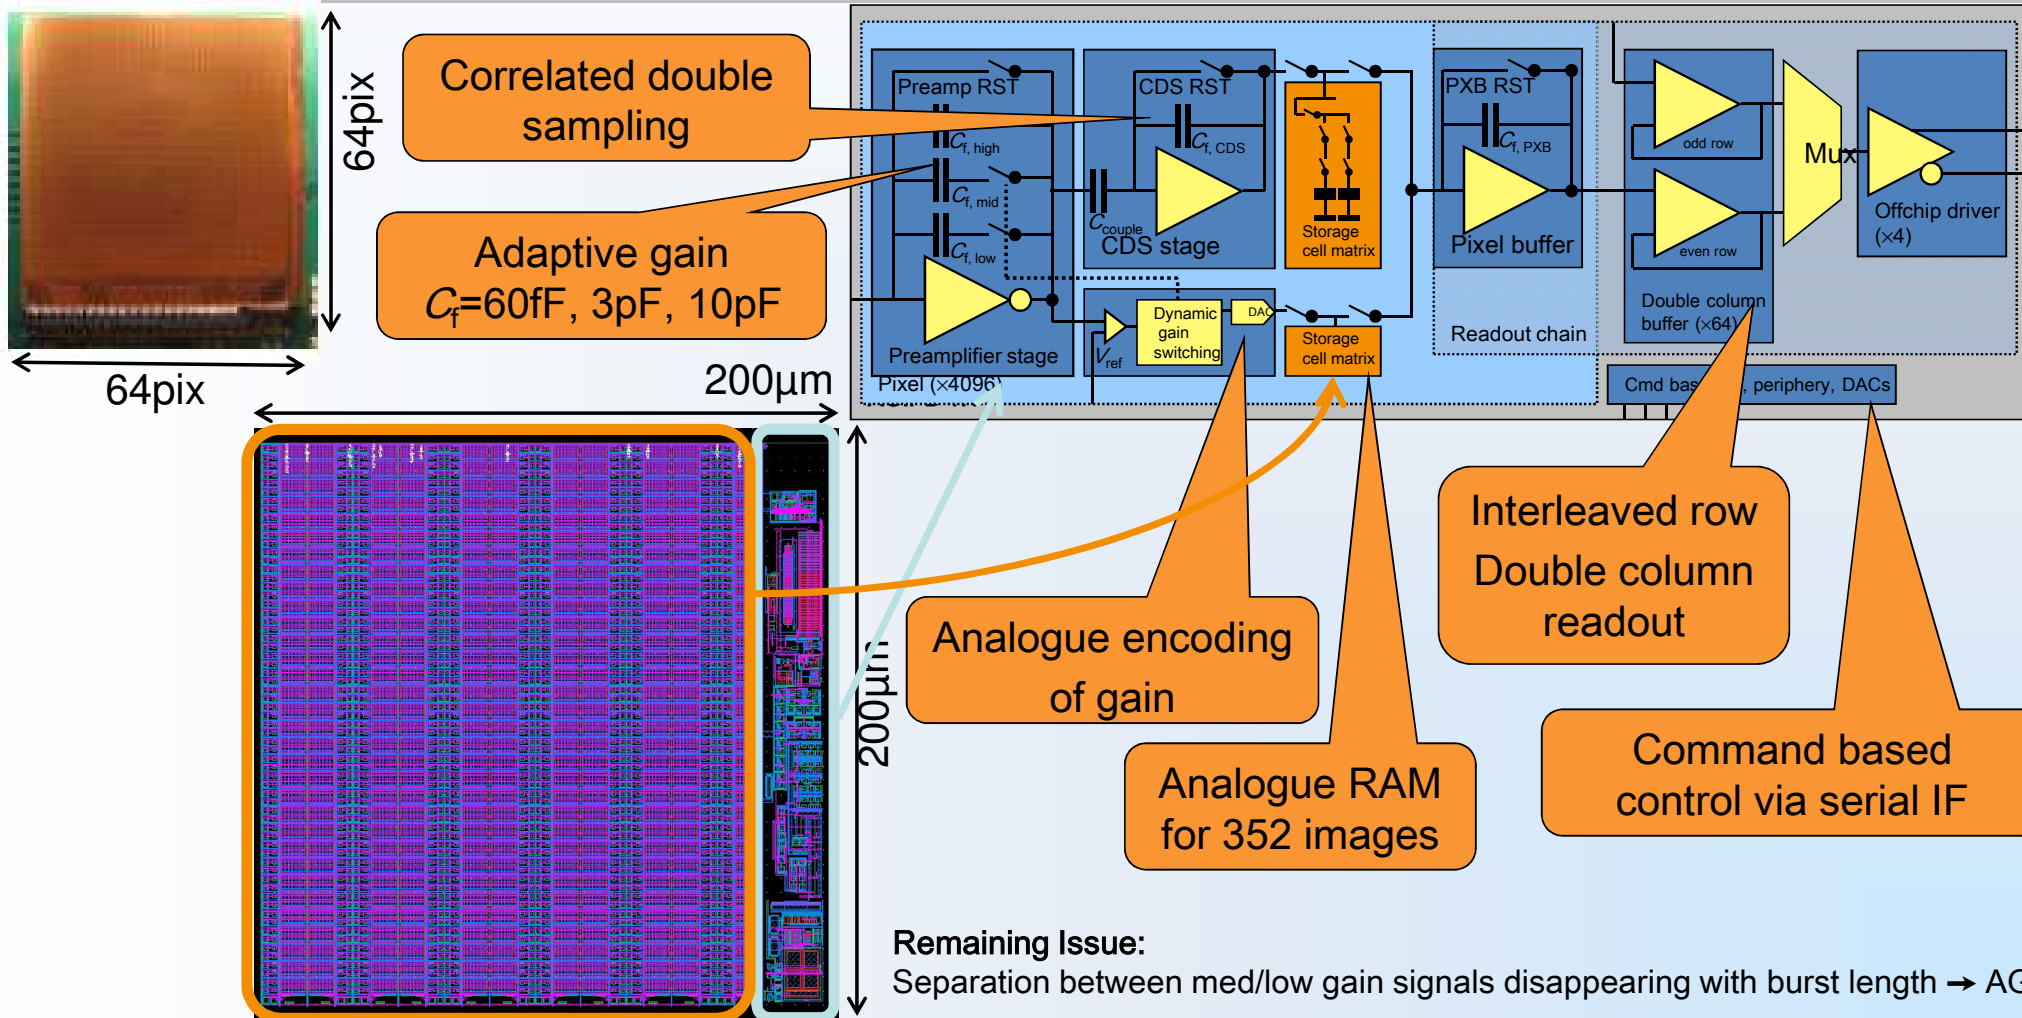 64pix
64pix
Correlated double
sampling
Adaptive gain
Cf=60fF, 3pF, 10pF
Preamp RST
Cf, high
Cf, mid
Cf, low
Preamplifier stage
Pixel (×4096)
CDS RST
Cf, CDS
Ccouple
CDS stage
Vref
Dynamic
gain
switching
DAC
Storage
cell matrix
Storage
cell matrix
PXB RST
Cf, PXB
Pixel buffer
Readout chain
odd row
even row
Double column
buffer (×64)
Mux
Offchip driver
(×4)
Cmd , periphery, DACs
200µm
200µm
Analogue encoding
of gain
Analogue RAM
for 352 images
Interleaved row
Double column
readout
Command based
control via serial IF
Remaining Issue:
Separation between med/low gain signals disappearing with burst length → AG